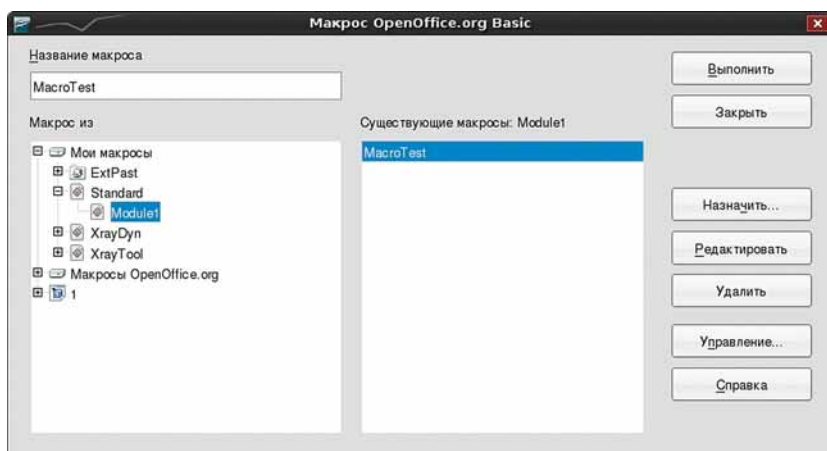 Макрос OpenOffice.org Basic
Название макроса
MacroTest
Макрос из
Мои макросы
ExtPast
Standard
Module1
XrayDyn
XrayTool
Макросы OpenOffice.org
1
Существующие макросы: Module1
MacroTest
Выполнить
Закрыть
Назначить...
Редактировать
Удалить
Управление...
Справка